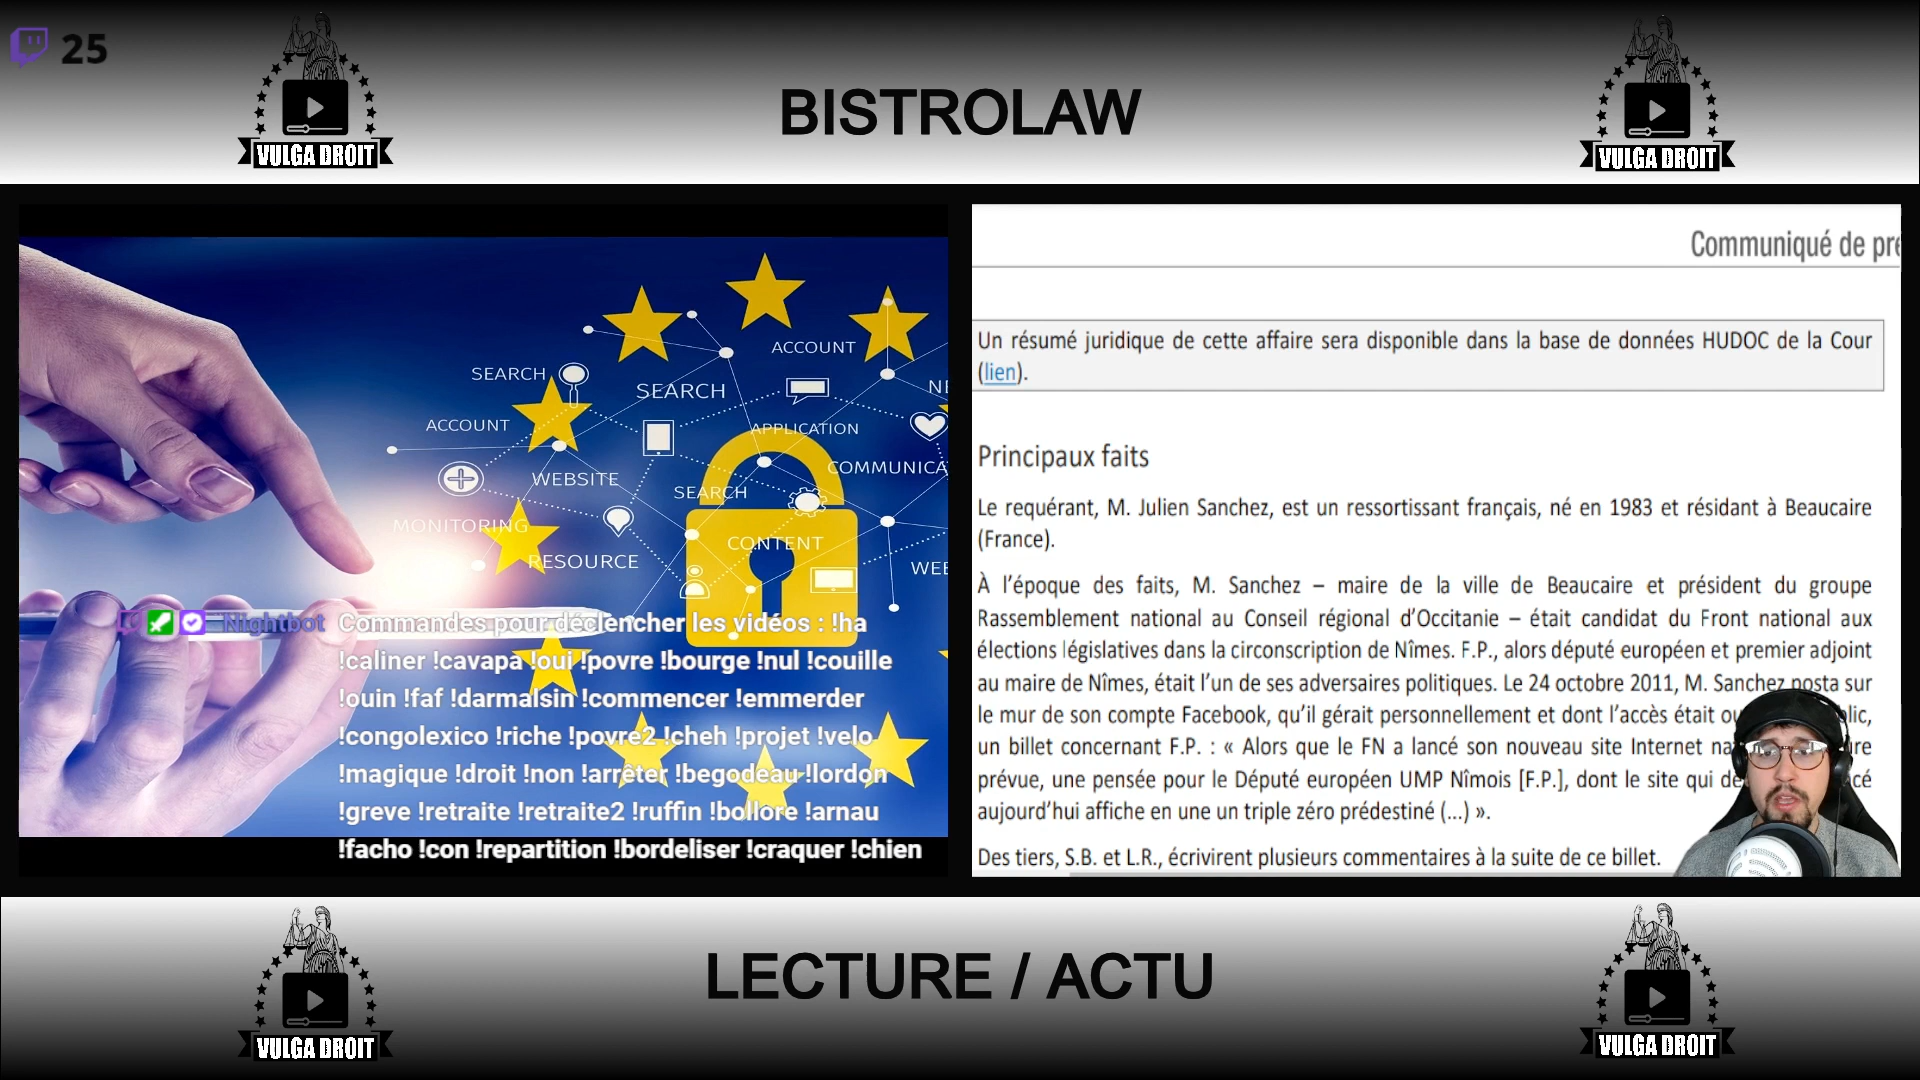 25
VULGA DROIT
BISTROLAW
VULGA DROIT
SEARCH
ACCOUNT
SEARCH
ACCOUNT
APPLICATION
WEBSITE
SEARCH
MONITORING
RESOURCE
CONTENT
Nightbot Commandes pour déclencher les vidéos : !ha
!caliner !cavapa !oui !povre !bourge !nul !couille
!ouin !faf !darmalsin !commencer !emmerder
!congolexico !riche !povre2 !cheh !projet !velo
!magique !droit !non !arrêter !begodeau !lordon
!greve !retraite !retraite2 !ruffin !bollore !arnau
!facho !con !repartition !bordeliser !craquer !chien
Communiqué de
Un résumé juridique de cette affaire sera disponible dans la base de données HUDOC de la Cour
(lien).
Principaux faits
Le requérant, M. Julien Sanchez, est un ressortissant français, né en 1983 et résidant à Beaucaire
(France).
À l'époque des faits, M. Sanchez – maire de la ville de Beaucaire et président du groupe
Rassemblement national au Conseil régional d'Occitanie – était candidat du Front national aux
élections législatives dans la circonscription de Nîmes. F.P., alors député européen et premier adjoint
au maire de Nîmes, était l'un de ses adversaires politiques. Le 24 octobre 2011, M. Sanchez posta sur
le mur de son compte Facebook, qu'il gérait personnellement et dont l'accès était
un billet concernant F.P. : « Alors que le FN a lancé son nouveau site Internet
prévue, une pensée pour le Député européen UMP Nîmois [F.P.], dont le site qui
aujourd'hui affiche en une un triple zéro prédestiné (...) ».
Des tiers, S.B. et L.R., écrivirent plusieurs commentaires à la suite de ce billet.
VULGA DROIT
LECTURE / ACTU
VULGA DROIT